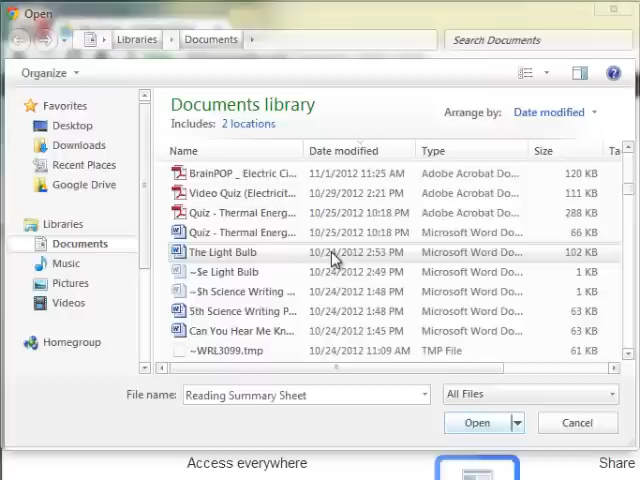 Open
Libraries Documents
Search Documents
Organize
Favorites
Desktop
Downloads
Recent Places
Google Drive
Libraries
Documents
Music
Pictures
Videos
Homegroup
Documents library
Includes: 2 locations
Arrange by: Date modified
Name Date modified Type Size Ta
BrainPOP _ Electric Ci... 11/1/2012 11:25 AM Adobe Acrobat Do... 120 KB
Video Quiz (Electricit... 10/29/2012 2:21 PM Adobe Acrobat Do... 111 KB
Quiz - Thermal Energ... 10/25/2012 10:18 PM Adobe Acrobat Do... 288 KB
Quiz - Thermal Energ... 10/25/2012 10:18 PM Microsoft Word Do... 66 KB
The Light Bulb 10/24/2012 2:53 PM Microsoft Word Do... 102 KB
~$e Light Bulb 10/24/2012 2:49 PM Microsoft Word Do... 1 KB
~$h Science Writing ... 10/24/2012 1:48 PM Microsoft Word Do... 1 KB
5th Science Writing P... 10/24/2012 1:48 PM Microsoft Word Do... 63 KB
Can You Hear Me Kn... 10/24/2012 1:45 PM Microsoft Word Do... 63 KB
~WRL3099.tmp 10/24/2012 11:09 AM TMP File 61 KB
File name: Reading Summary Sheet All Files
Open Cancel
Access everywhere Share